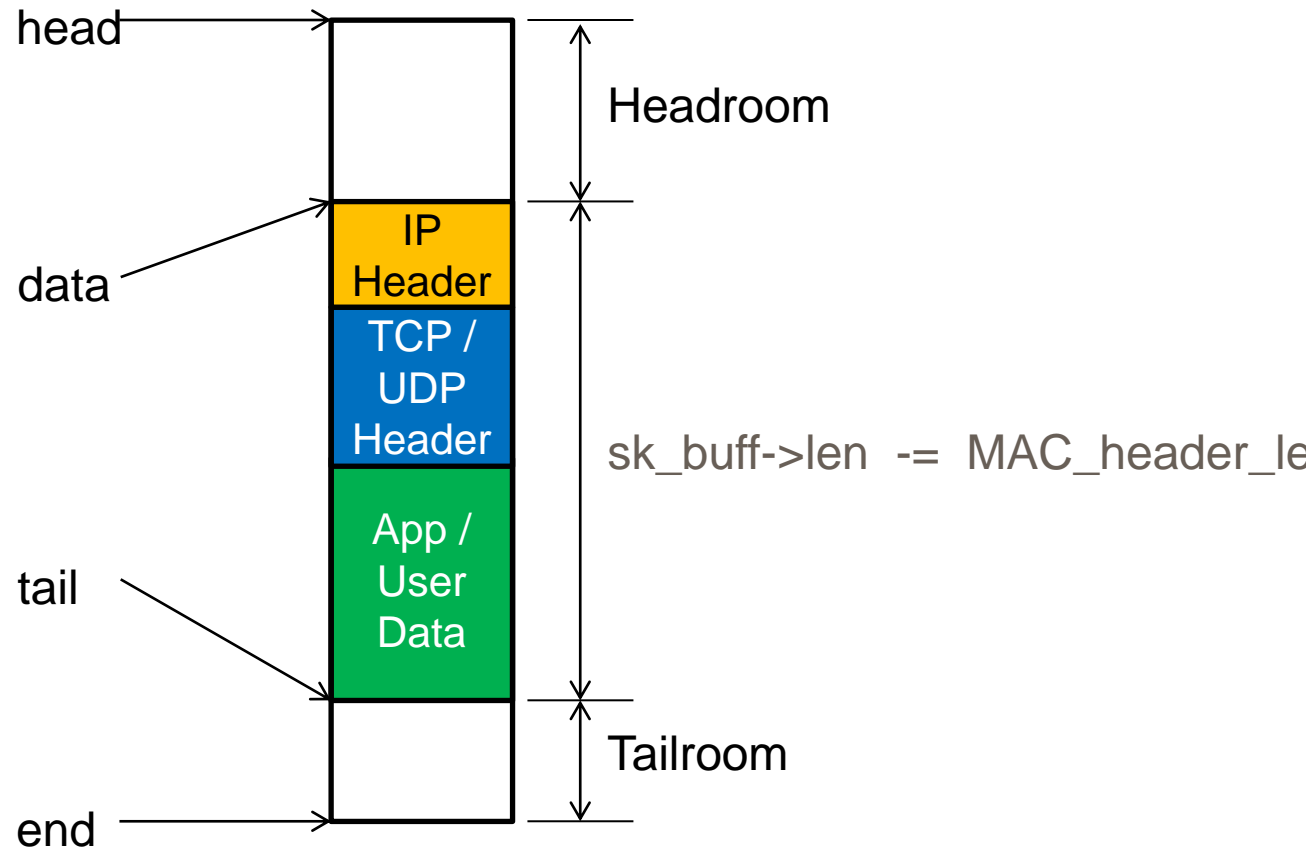 head
Headroom
IP
Header
data
TCP /
UDP
Header
sk_buff->len -= MAC_header_le
App /
User
Data
tail
Tailroom
end